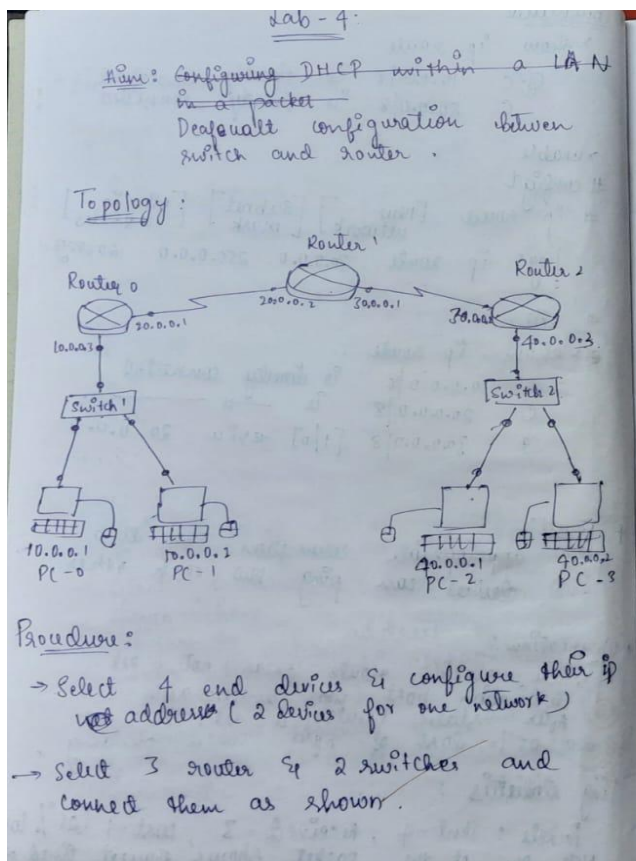 Lab - 4.
Aim: Configuring DHCP within a LAN
in a packet
Deafoualt configuration betwen
switch and router.
Topology:
Router 1
Router 0
Router 2
20.0.0.1
20.0.0.2
30.0.0.1
10.0.0.3
40.0.0.3
Switch 1
Switch 2
10.0.0.1
PC-0
10.0.0.2
PC-1
40.0.0.1
PC-2
40.0.0.2
PC-3
Procedure:
→ Select 4 end devices & configure their ip
address (2 devices for one network)
→ Select 3 router & 2 switches and
connect them as shown.